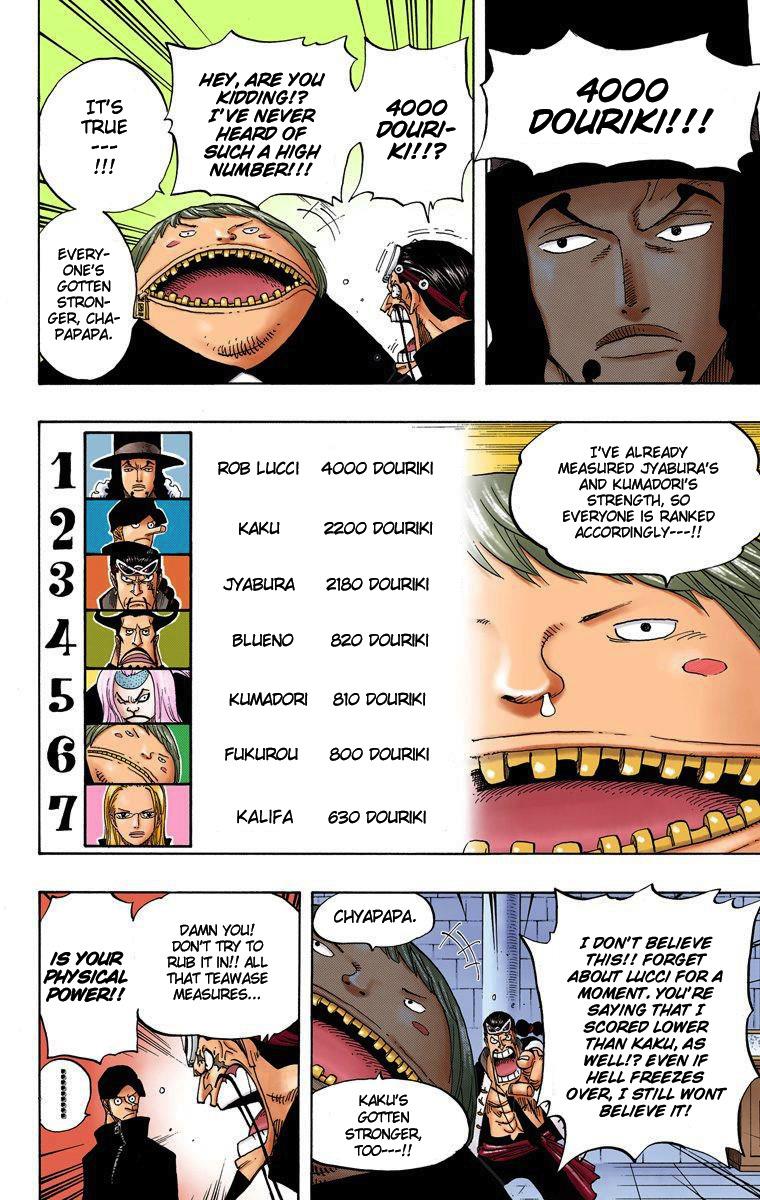 4000
DOURIKI!!!
4000
DOURI-
KI!!?
HEY, ARE YOU
KIDDING!?
I'VE NEVER
HEARD OF
SUCH A HIGH
NUMBER!!!
IT'S
TRUE
---
!!!
EVERY-
ONE'S
GOTTEN
STRON-
GER, CHA-
PAPAPA.
I'VE ALREADY
MEASURED JYABURA'S
AND KUMADORI'S
STRENGTH, SO
EVERYONE IS RANKED
ACCORDINGLY---!!
1 ROB LUCCI 4000 DOURIKI
2 KAKU 2200 DOURIKI
3 JYABURA 2180 DOURIKI
4 BLUENO 820 DOURIKI
5 KUMADORI 810 DOURIKI
6 FUKUROU 800 DOURIKI
7 KALIFA 630 DOURIKI
I DON'T BELIEVE
THIS!! FORGET
ABOUT LUCCI FOR A
MOMENT. YOU'RE
SAYING THAT I
SCORED LOWER
THAN KAKU, AS
WELL!? EVEN IF
HELL FREEZES
OVER, I STILL WONT
BELIEVE IT!
CHYAPAPA.
KAKU'S
GOTTEN
STRONGER,
TOO---!!
DAMN YOU!
DON'T TRY TO
RUB IT IN!! ALL
THAT TEAWASE
MEASURES...
IS YOUR
PHYSICAL
POWER!!
.........